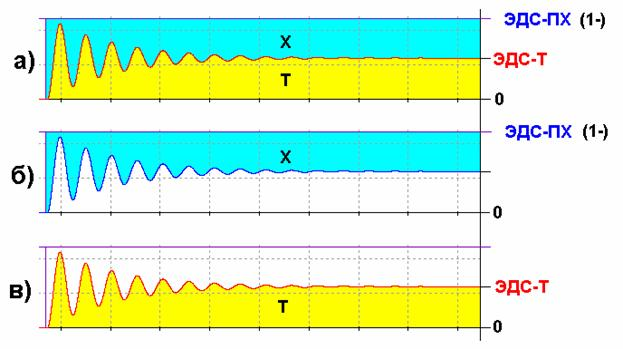 ЭДС-ПХ (1-)
а) Х ЭДС-Т
Т
0
ЭДС-ПХ (1-)
б) Х
0
в) ЭДС-Т
Т
0